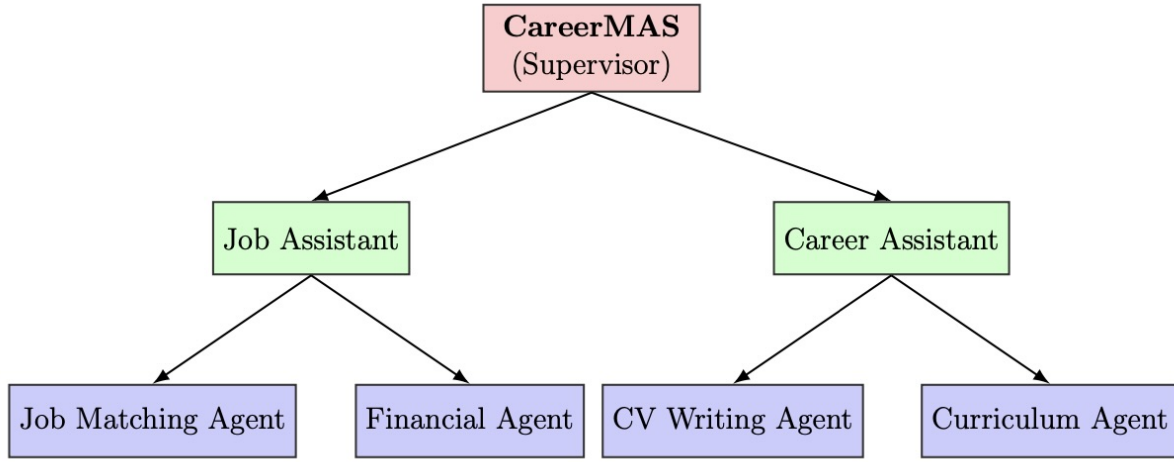 CareerMAS
(Supervisor)
Job Assistant
Career Assistant
Job Matching Agent
Financial Agent
CV Writing Agent
Curriculum Agent